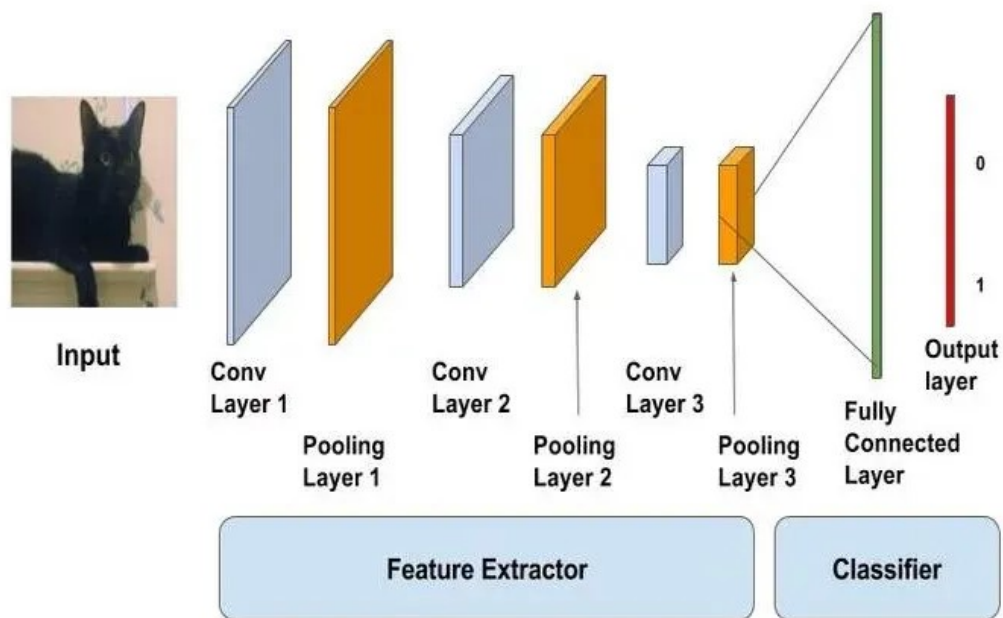 Input
Conv
Layer 1
Pooling
Layer 1
Conv
Layer 2
Pooling
Layer 2
Conv
Layer 3
Pooling
Layer 3
Fully
Connected
Layer
0
1
Output
layer
Feature Extractor
Classifier